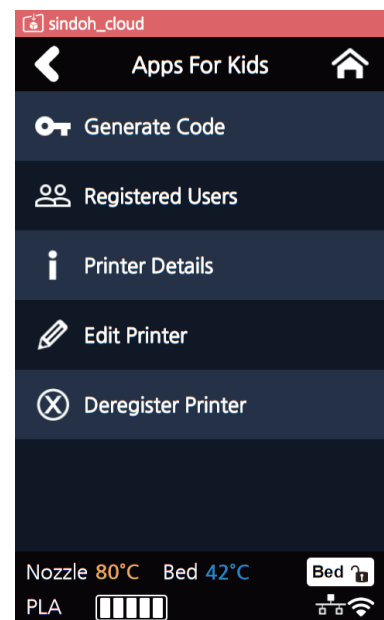 sindoh_cloud
Apps For Kids
Generate Code
Registered Users
Printer Details
Edit Printer
Deregister Printer
Nozzle 80°C Bed 42°C Bed
PLA